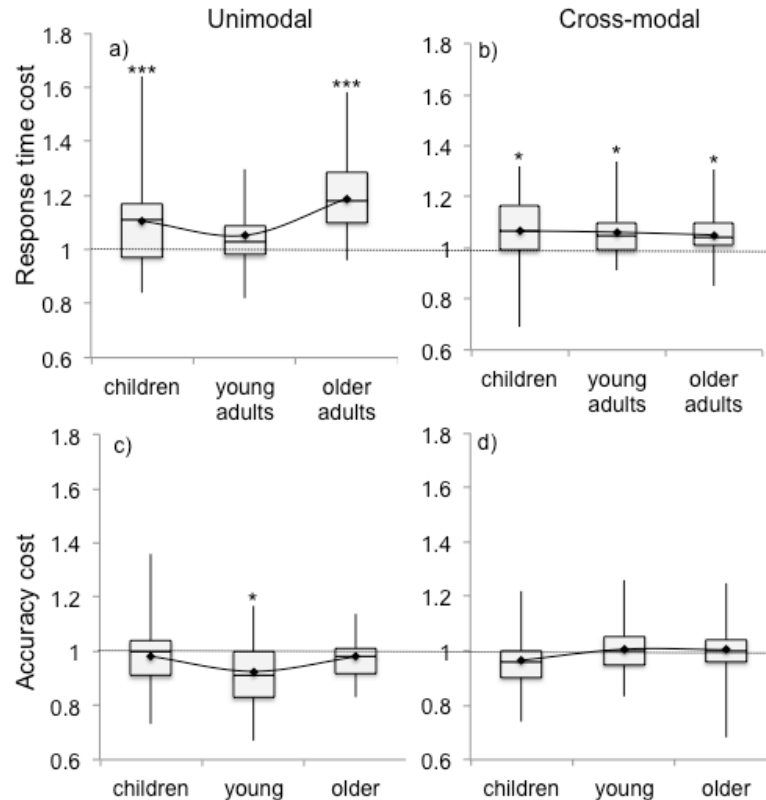 Unimodal
Cross-modal
Response time cost
a)
1.8
1.6
1.4
1.2
1
0.8
0.6
***
***
children
young
adults
older
adults
b)
1.8
1.6
1.4
1.2
1
0.8
0.6
*
*
*
children
young
adults
older
adults
Accuracy cost
c)
1.8
1.6
1.4
1.2
1
0.8
0.6
*
children
young
older
d)
1.8
1.6
1.4
1.2
1
0.8
0.6
children
young
older